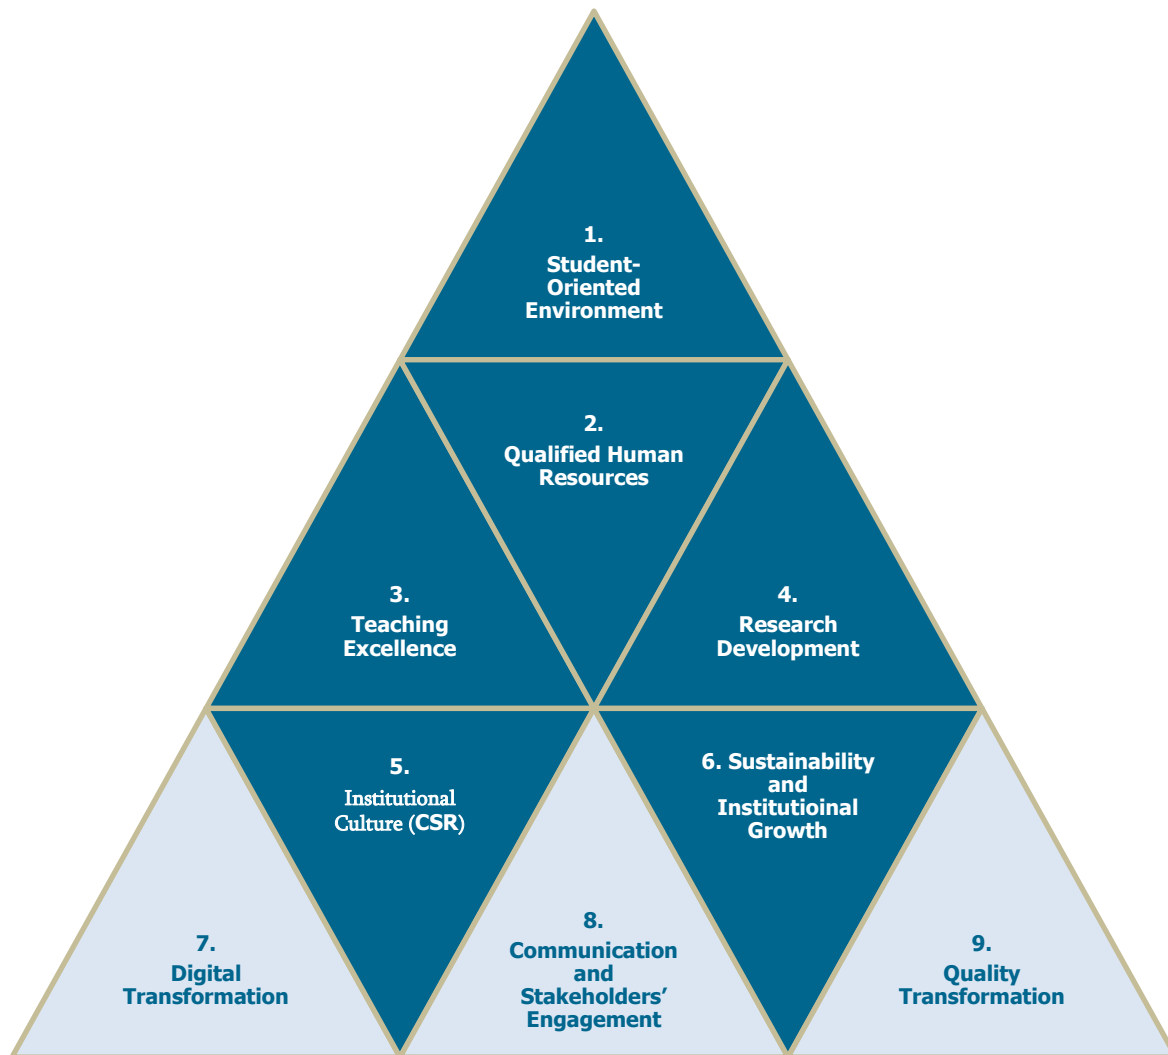 1.
Student-
Oriented
Environment
2.
Qualified Human
Resources
3.
Teaching
Excellence
4.
Research
Development
5.
Institutional
Culture (CSR)
6. Sustainability
and
Institutioinal
Growth
7.
Digital
Transformation
8.
Communication
and
Stakeholders’
Engagement
9.
Quality
Transformation